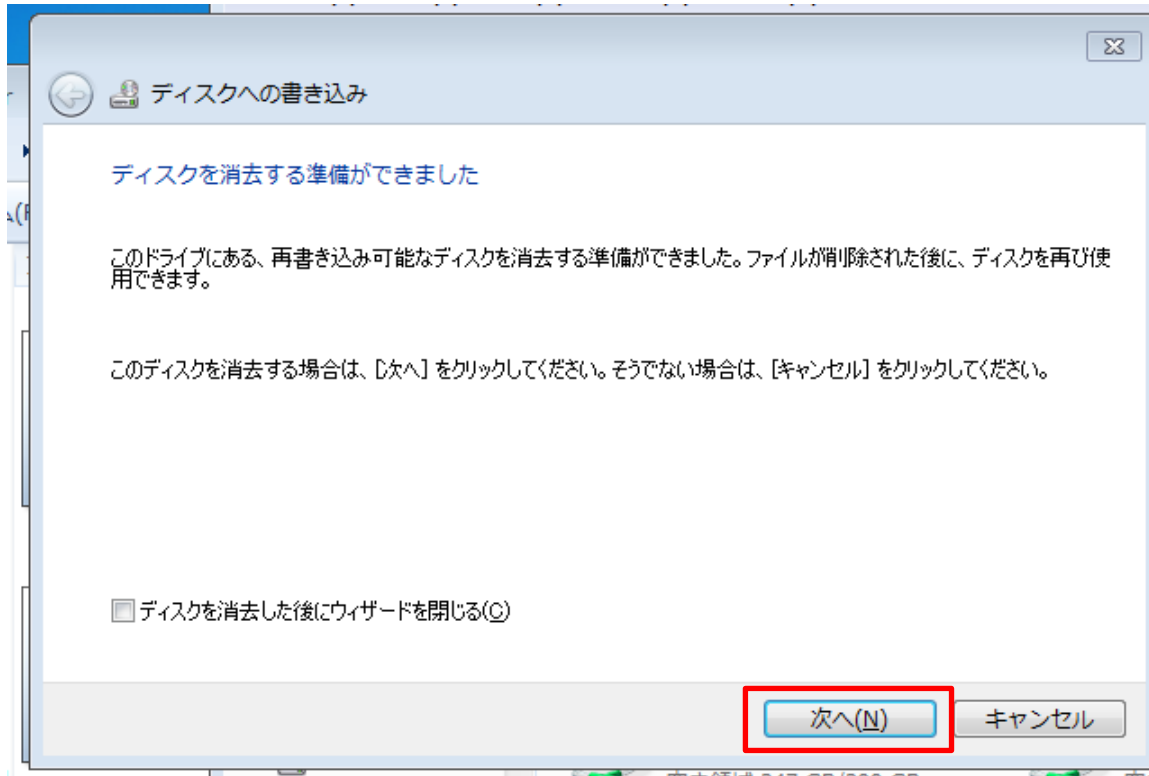 ディスクへの書き込み
ディスクを消去する準備ができました
このドライブにある、再書き込み可能なディスクを消去する準備ができました。ファイルが削除された後に、ディスクを再び使
用できます。
このディスクを消去する場合は、[次へ] をクリックしてください。そうでない場合は、[キャンセル] をクリックしてください。
ディスクを消去した後にウィザードを閉じる(C)
次へ(N)
キャンセル